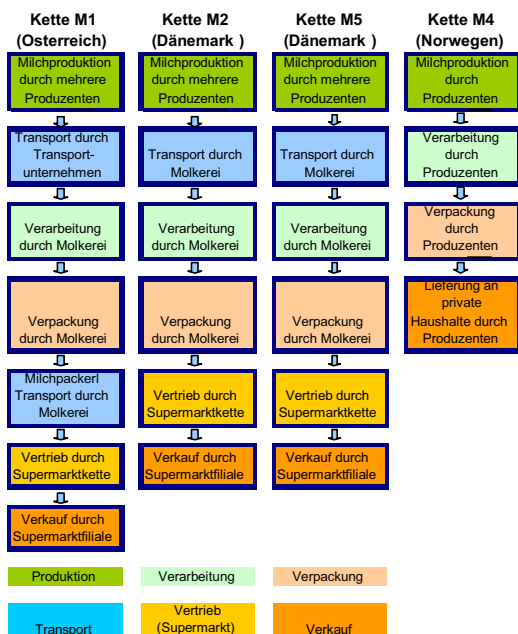 Kette M1
(Osterreich)
Milchproduktion
durch mehrere
Produzenten
Transport durch
Transport-
unternehmen
Verarbeitung
durch Molkerei
Verpackung
durch Molkerei
Milchpackerl
Transport durch
Molkerei
Vertrieb durch
Supermarktkette
Verkauf durch
Supermarktfiliale
Kette M2
(Dänemark )
Milchproduktion
durch mehrere
Produzenten
Transport durch
Molkerei
Verarbeitung
durch Molkerei
Verpackung
durch Molkerei
Vertrieb durch
Supermarktkette
Verkauf durch
Supermarktfiliale
Kette M5
(Dänemark )
Milchproduktion
durch mehrere
Produzenten
Transport durch
Molkerei
Verarbeitung
durch Molkerei
Verpackung
durch Molkerei
Vertrieb durch
Supermarktkette
Verkauf durch
Supermarktfiliale
Kette M4
(Norwegen)
Milchproduktion
durch
Produzenten
Verarbeitung
durch
Produzenten
Verpackung
durch
Produzenten
Lieferung an
private
Haushalte durch
Produzenten
Produktion
Verarbeitung
Verpackung
Transport
Vertrieb
(Supermarkt)
Verkauf